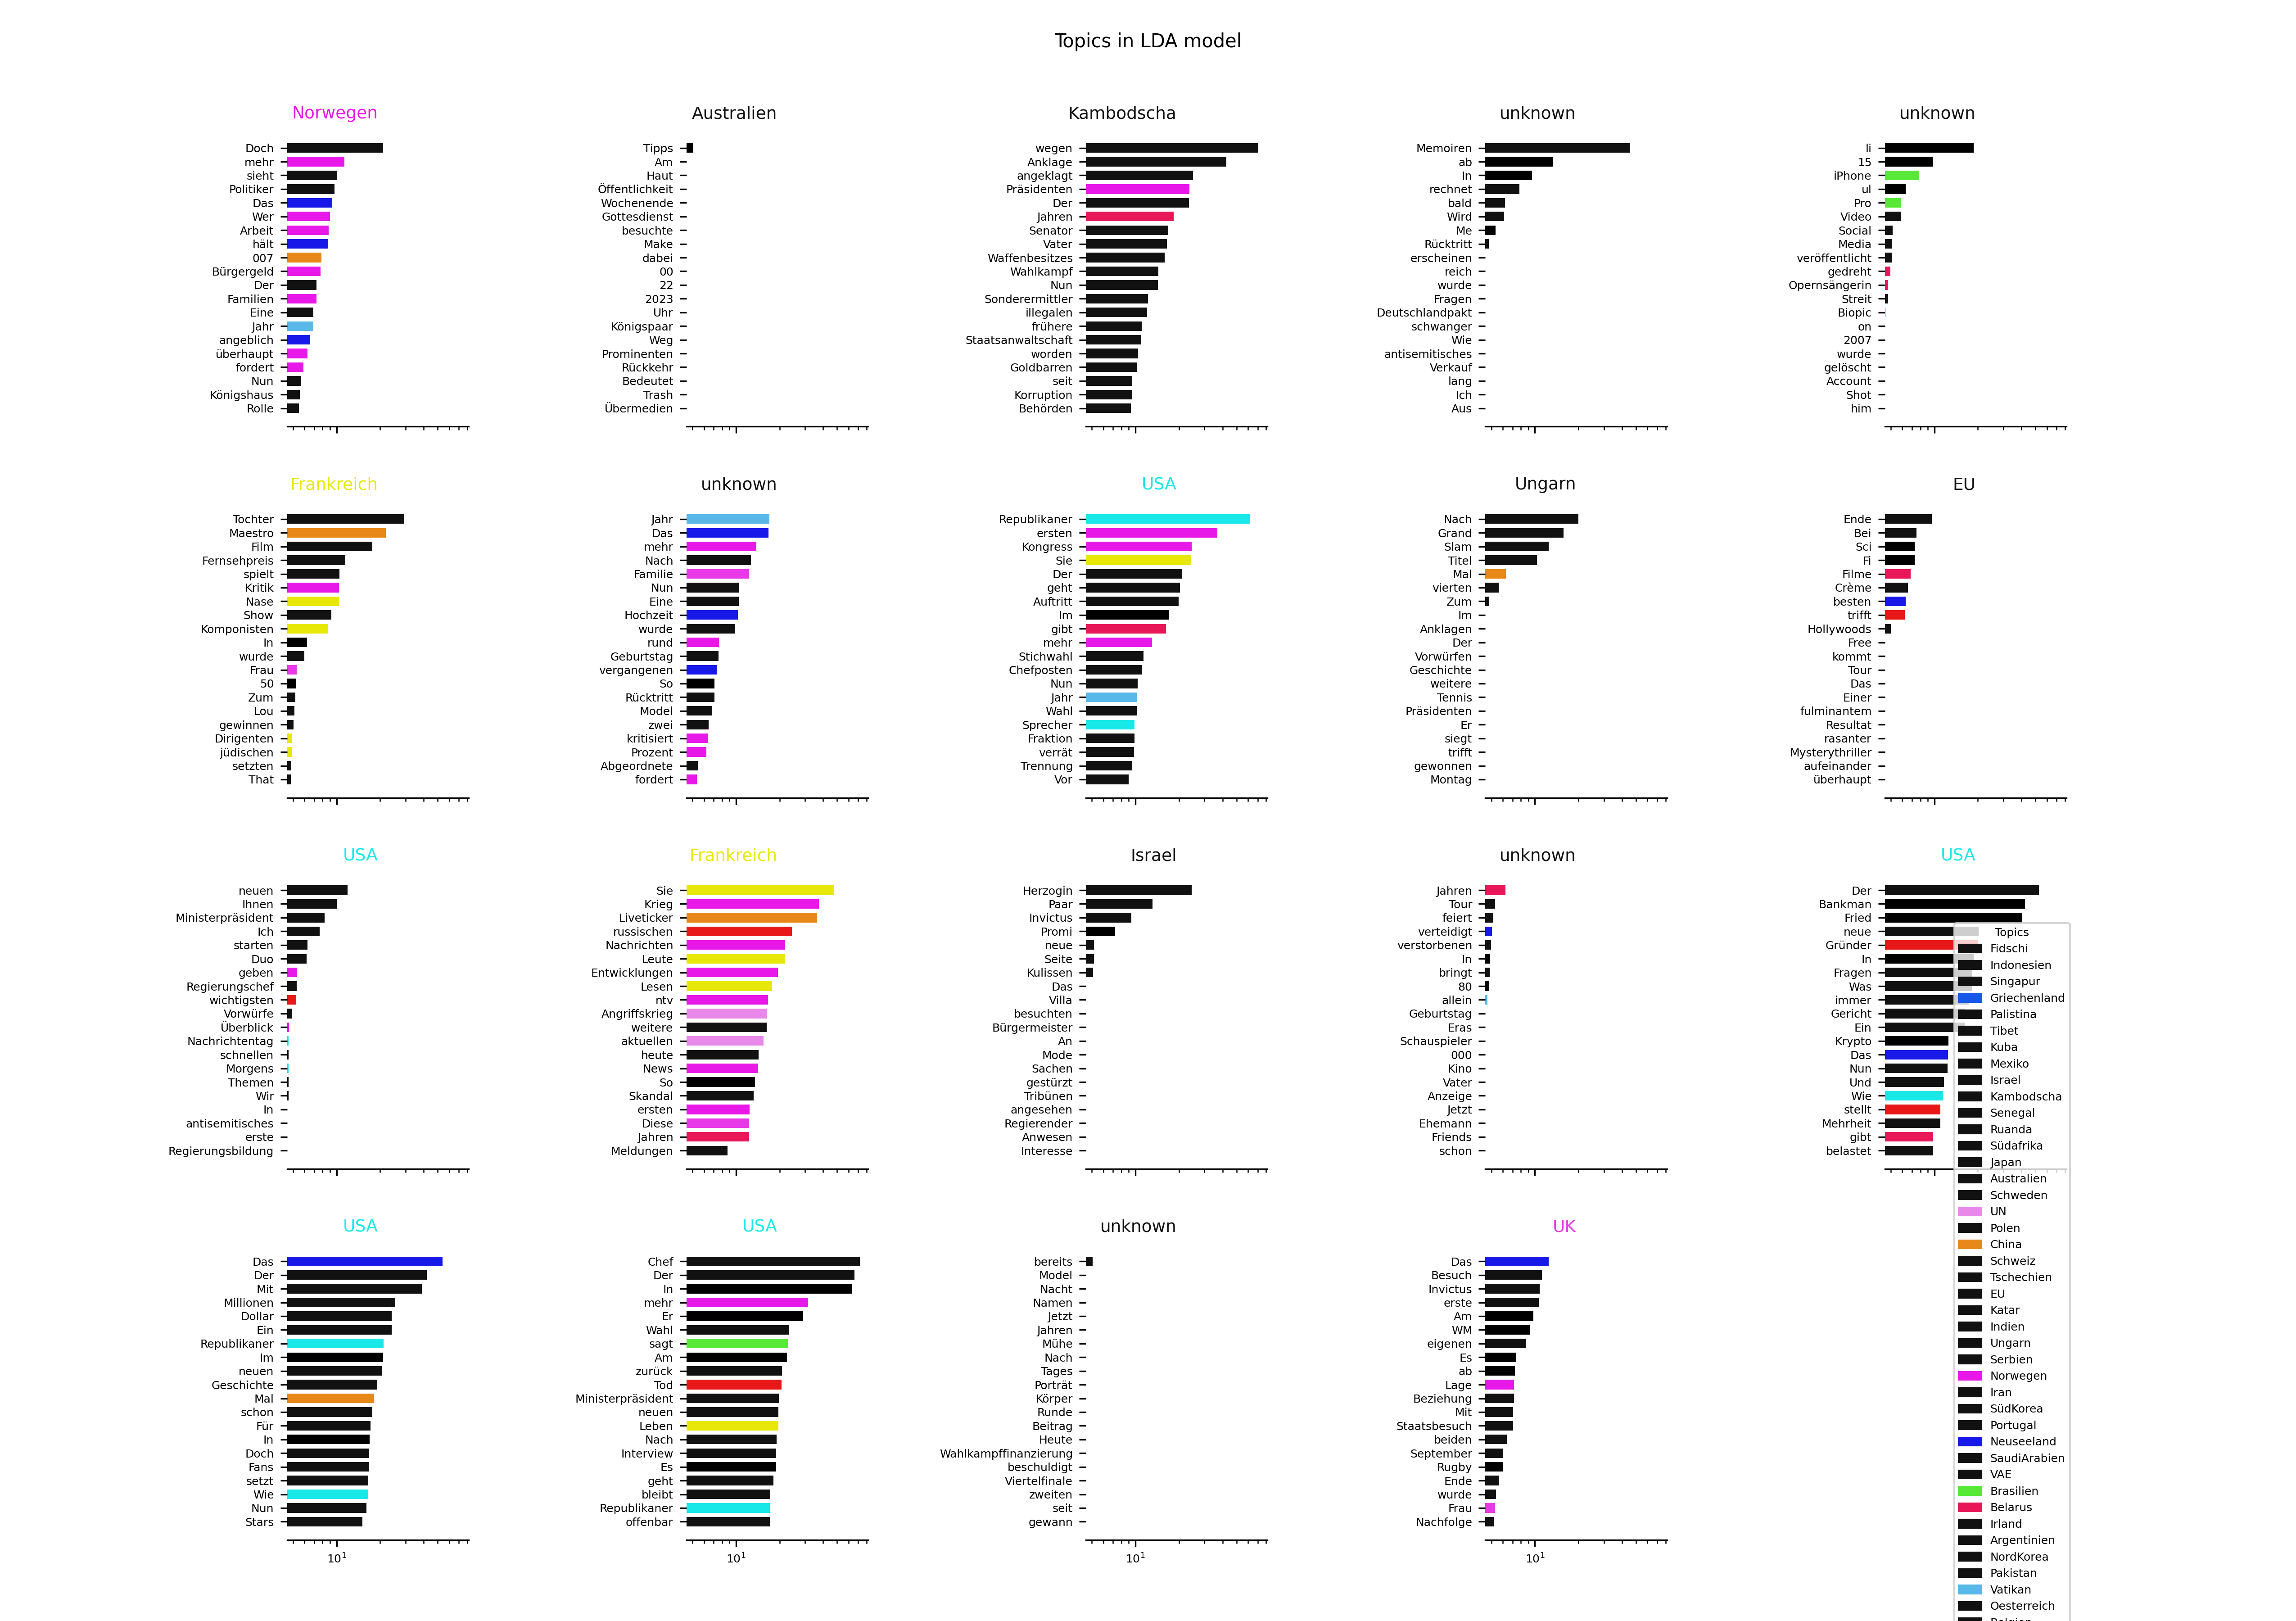 Topics in LDA model
Norwegen
Doch
mehr
sieht
Politiker
Das
Wer
Arbeit
hält
007
Bürgergeld
Der
Familien
Eine
Jahr
angeblich
überhaupt
fordert
Nun
Königshaus
Rolle
Australien
Tipps
Am
Haut
Öffentlichkeit
Wochenende
Gottesdienst
besuchte
Make
dabei
00
22
2023
Uhr
Königspaar
Weg
Prominenten
Rückkehr
Bedeutet
Trash
Übermedien
Kambodscha
wegen
Anklage
angeklagt
Präsidenten
Der
Jahren
Senator
Vater
Waffenbesitzes
Wahlkampf
Nun
Sonderermittler
illegalen
frühere
Staatsanwaltschaft
worden
Goldbarren
seit
Korruption
Behörden
unknown
Memoiren
ab
In
rechnet
bald
Wird
Me
Rücktritt
erscheinen
reich
wurde
Fragen
Deutschlandpakt
schwanger
Wie
antisemitisches
Verkauf
lang
Ich
Aus
unknown
li
15
iPhone
ul
Pro
Video
Social
Media
veröffentlicht
gedreht
Opernsängerin
Streit
Biopic
on
2007
wurde
gelöscht
Account
Shot
him
Frankreich
Tochter
Maestro
Film
Fernsehpreis
spielt
Kritik
Nase
Show
Komponisten
In
wurde
Frau
50
Zum
Lou
gewinnen
Dirigenten
jüdischen
setzten
That
unknown
Jahr
Das
mehr
Nach
Familie
Nun
Eine
Hochzeit
wurde
rund
Geburtstag
vergangenen
So
Rücktritt
Model
zwei
kritisiert
Prozent
Abgeordnete
fordert
USA
Republikaner
ersten
Kongress
Sie
Der
geht
Auftritt
Im
gibt
mehr
Stichwahl
Chefposten
Nun
Jahr
Wahl
Sprecher
Fraktion
verrät
Trennung
Vor
Ungarn
Nach
Grand
Slam
Titel
Mal
vierten
Zum
Im
Anklagen
Der
Vorwürfen
Geschichte
weitere
Tennis
Präsidenten
Er
siegt
trifft
gewonnen
Montag
EU
Ende
Bei
Sci
Fi
Filme
Crème
besten
trifft
Hollywoods
Free
kommt
Tour
Das
Einer
fulminantem
Resultat
rasanter
Mysterythriller
aufeinander
überhaupt
USA
neuen
Ihnen
Ministerpräsident
Ich
starten
Duo
geben
Regierungschef
wichtigsten
Vorwürfe
Überblick
Nachrichtentag
schnellen
Morgens
Themen
Wir
In
antisemitisches
erste
Regierungsbildung
Frankreich
Sie
Krieg
Liveticker
russischen
Nachrichten
Leute
Entwicklungen
Lesen
ntv
Angriffskrieg
weitere
aktuellen
heute
News
So
Skandal
ersten
Diese
Jahren
Meldungen
Israel
Herzogin
Paar
Invictus
Promi
neue
Seite
Kulissen
Das
Villa
besuchten
Bürgermeister
An
Mode
Sachen
gestürzt
Tribünen
angesehen
Regierender
Anwesen
Interesse
unknown
Jahren
Tour
feiert
verteidigt
verstorbenen
In
bringt
80
allein
Geburtstag
Eras
Schauspieler
000
Kino
Vater
Anzeige
Jetzt
Ehemann
Friends
schon
USA
Der
Bankman
Fried
neue
Gründer
In
Fragen
Was
immer
Gericht
Ein
Krypto
Das
Nun
Und
Wie
stellt
Mehrheit
gibt
belastet
USA
Das
Der
Mit
Millionen
Dollar
Ein
Republikaner
Im
neuen
Geschichte
Mal
schon
Für
In
Doch
Fans
setzt
Wie
Nun
Stars
10¹
USA
Chef
Der
In
mehr
Er
Wahl
sagt
Am
zurück
Tod
Ministerpräsident
neuen
Leben
Nach
Interview
Es
geht
bleibt
Republikaner
offenbar
10¹
unknown
bereits
Model
Nacht
Namen
Jetzt
Jahren
Mühe
Nach
Tages
Porträt
Körper
Runde
Beitrag
Heute
Wahlkampffinanzierung
beschuldigt
Viertelfinale
zweiten
seit
gewann
10¹
UK
Das
Besuch
Invictus
erste
Am
WM
eigenen
Es
ab
Lage
Beziehung
Mit
Staatsbesuch
beiden
September
Rugby
Ende
wurde
Frau
Nachfolge
10¹
Topics
Fidschi
Indonesien
Singapur
Griechenland
Palistina
Tibet
Kuba
Mexiko
Israel
Kambodscha
Senegal
Ruanda
Südafrika
Japan
Australien
Schweden
UN
Polen
China
Schweiz
Tschechien
EU
Katar
Indien
Ungarn
Serbien
Norwegen
Iran
SüdKorea
Portugal
Neuseeland
SaudiArabien
VAE
Brasilien
Belarus
Irland
Argentinien
NordKorea
Pakistan
Vatikan
Oesterreich